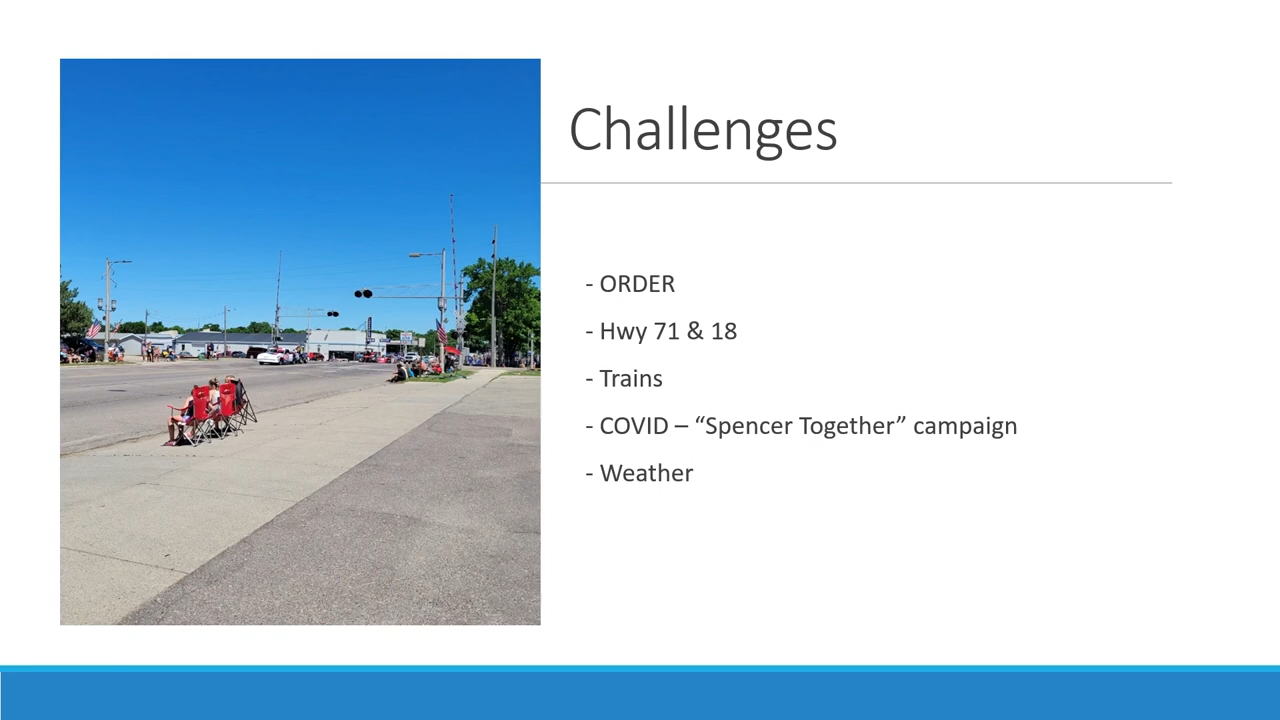 Challenges
- ORDER
- Hwy 71 & 18
- Trains
- COVID – “Spencer Together” campaign
- Weather